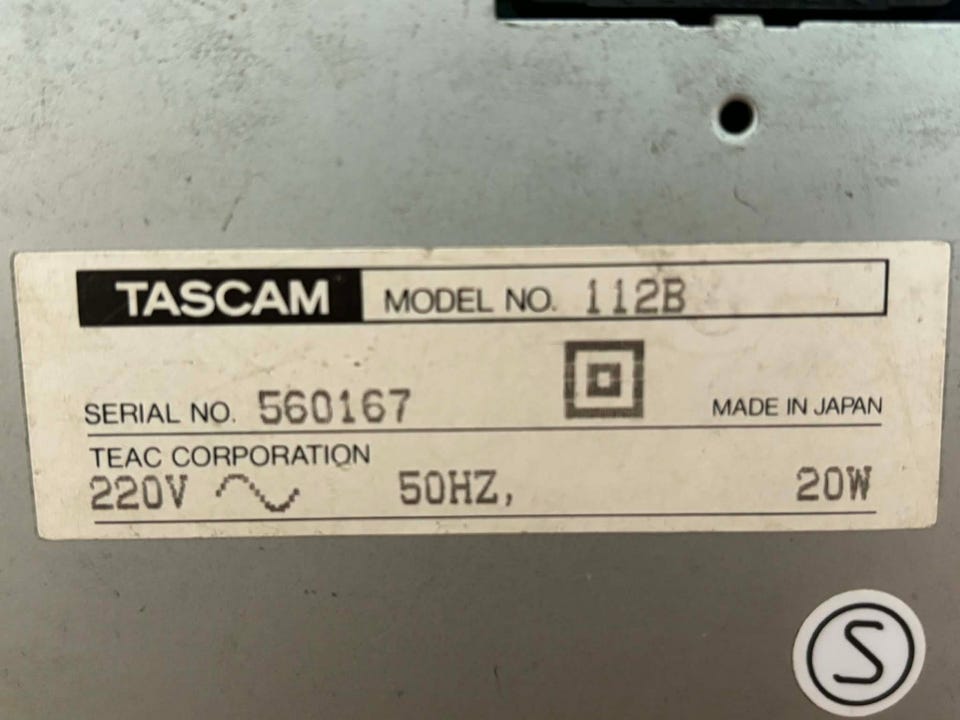 TASCAM MODEL NO. 112B
SERIAL NO. 560167 MADE IN JAPAN
TEAC CORPORATION
220V 50HZ, 20W
S